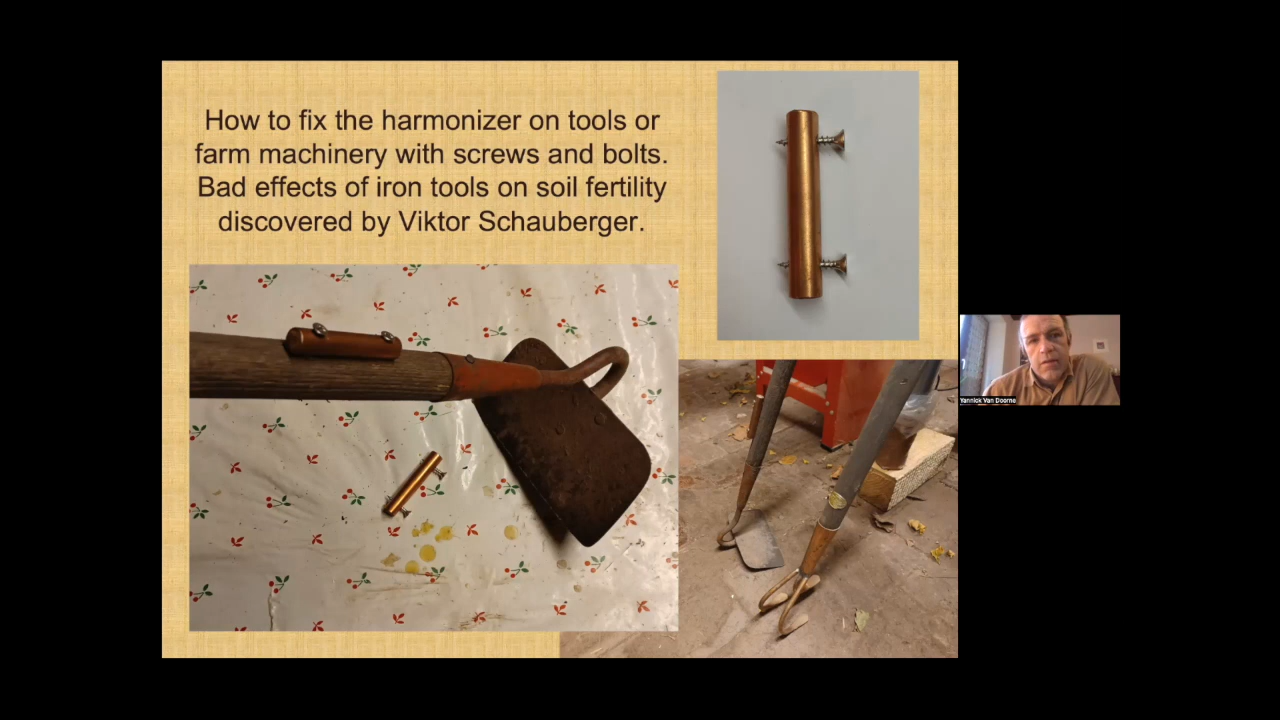 How to fix the harmonizer on tools or
farm machinery with screws and bolts.
Bad effects of iron tools on soil fertility
discovered by Viktor Schauberger.
Yannick Van Doorne